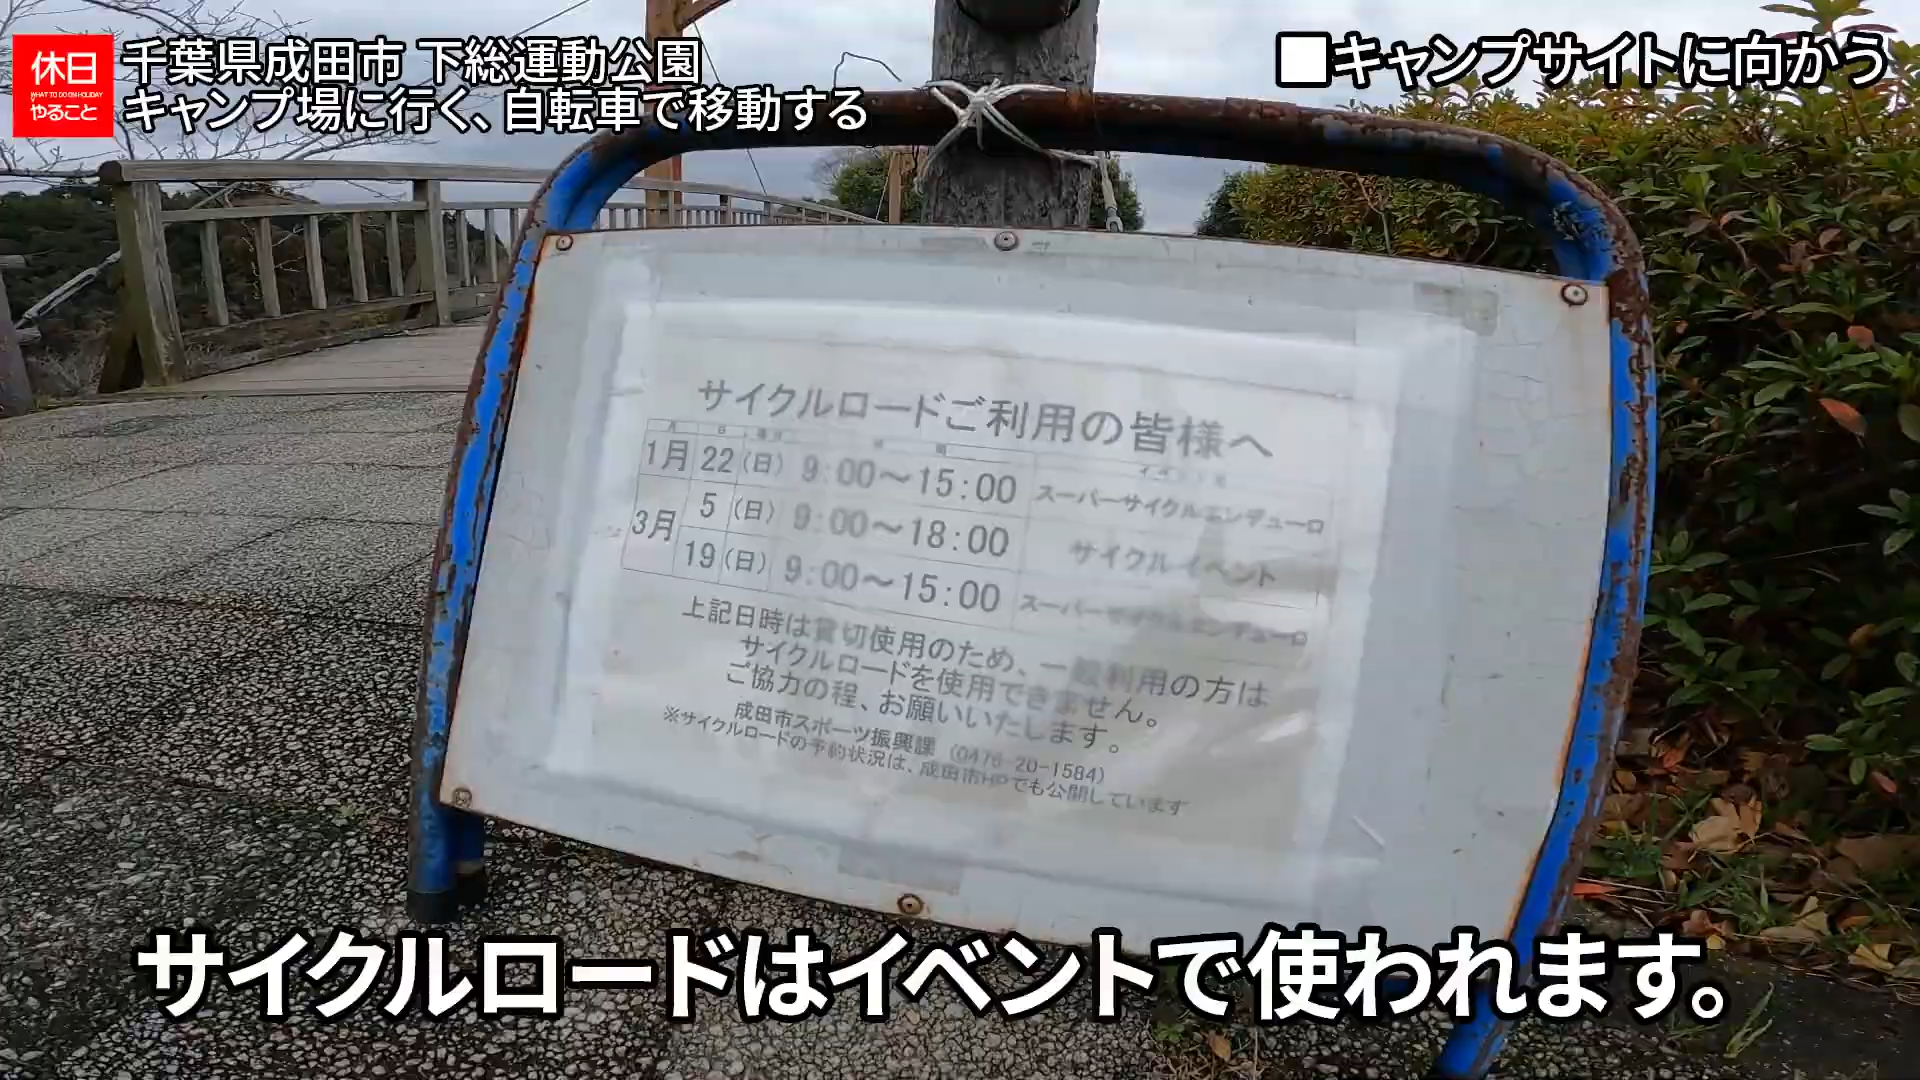 休日
WHAT TO DO ON HOLIDAY
やること
千葉県成田市 下総運動公園
キャンプ場に行く、自転車で移動する
■キャンプサイトに向かう
サイクルロードご利用の皆様へ
月 日 曜日 時 間 イベント名
1月 22 (日) 9:00～15:00 スーパーサイクルエンデューロ
3月 5 (日) 9:00～18:00 サイクルイベント
19 (日) 9:00～15:00 スーパーサイクルエンデューロ
上記日時は貸切使用のため、一般利用の方は
サイクルロードを使用できません。
ご協力の程、お願いいたします。
成田市スポーツ振興課 (0476-20-1584)
※サイクルロードの予約状況は、成田市HPでも公開しています
サイクルロードはイベントで使われます。